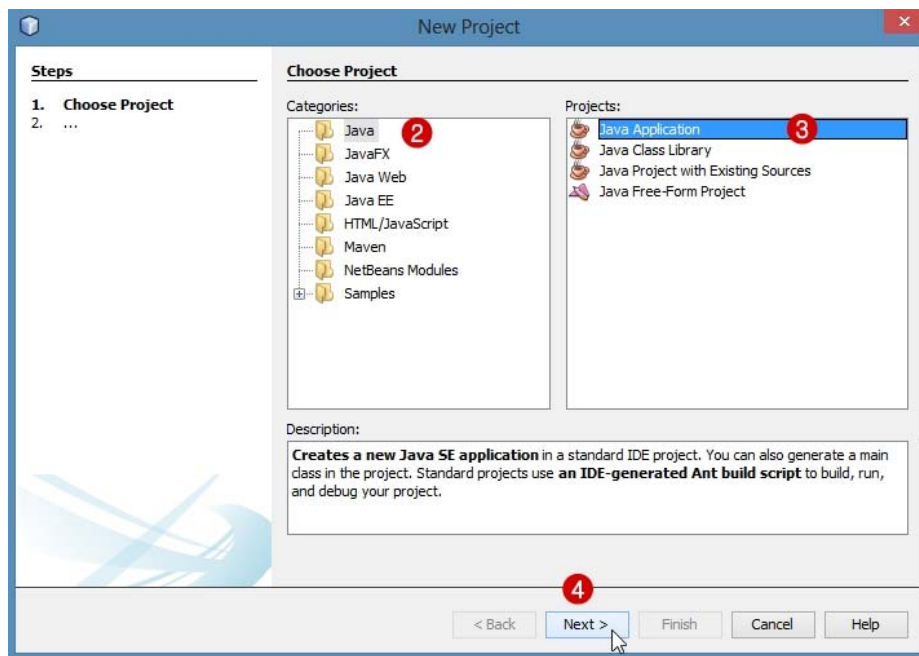 New Project
Steps
1. Choose Project
2. ...
Choose Project
Categories:
Java 2
JavaFX
Java Web
Java EE
HTML/JavaScript
Maven
NetBeans Modules
Samples
Projects:
Java Application 3
Java Class Library
Java Project with Existing Sources
Java Free-Form Project
Description:
Creates a new Java SE application in a standard IDE project. You can also generate a main
class in the project. Standard projects use an IDE-generated Ant build script to build, run,
and debug your project.
4
< Back Next > Finish Cancel Help